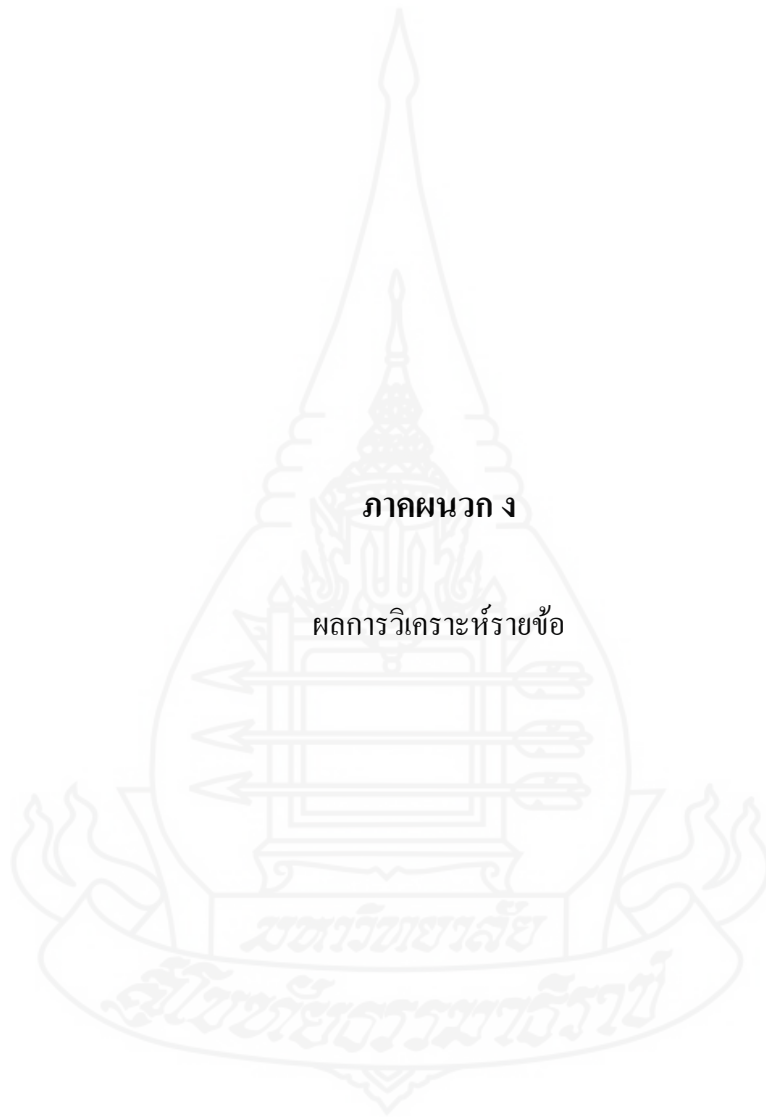 ภาคผนวก ง
ผลการวิเคราะห์รายข้อ
มหาวิทยาลัย
สุโขทัยธรรมาธิราช